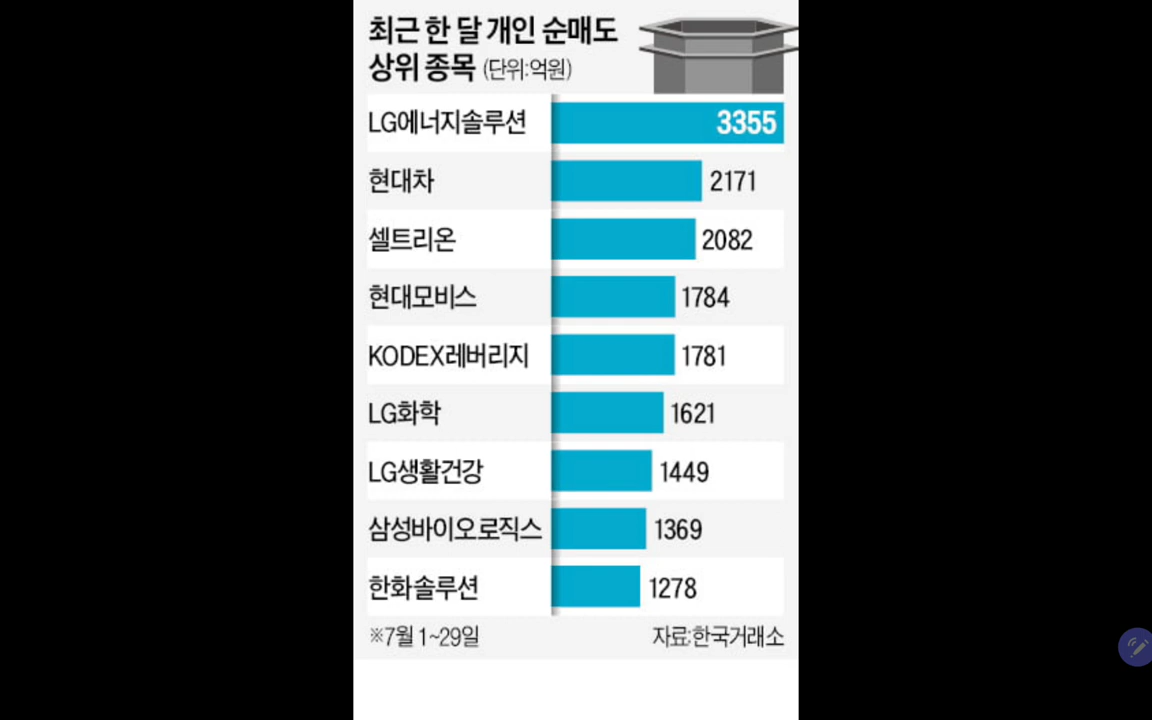 최근 한 달 개인 순매도
상위 종목 (단위:억원)
LG에너지솔루션 3355
현대차 2171
셀트리온 2082
현대모비스 1784
KODEX레버리지 1781
LG화학 1621
LG생활건강 1449
삼성바이오로직스 1369
한화솔루션 1278
※7월 1~29일 자료:한국거래소